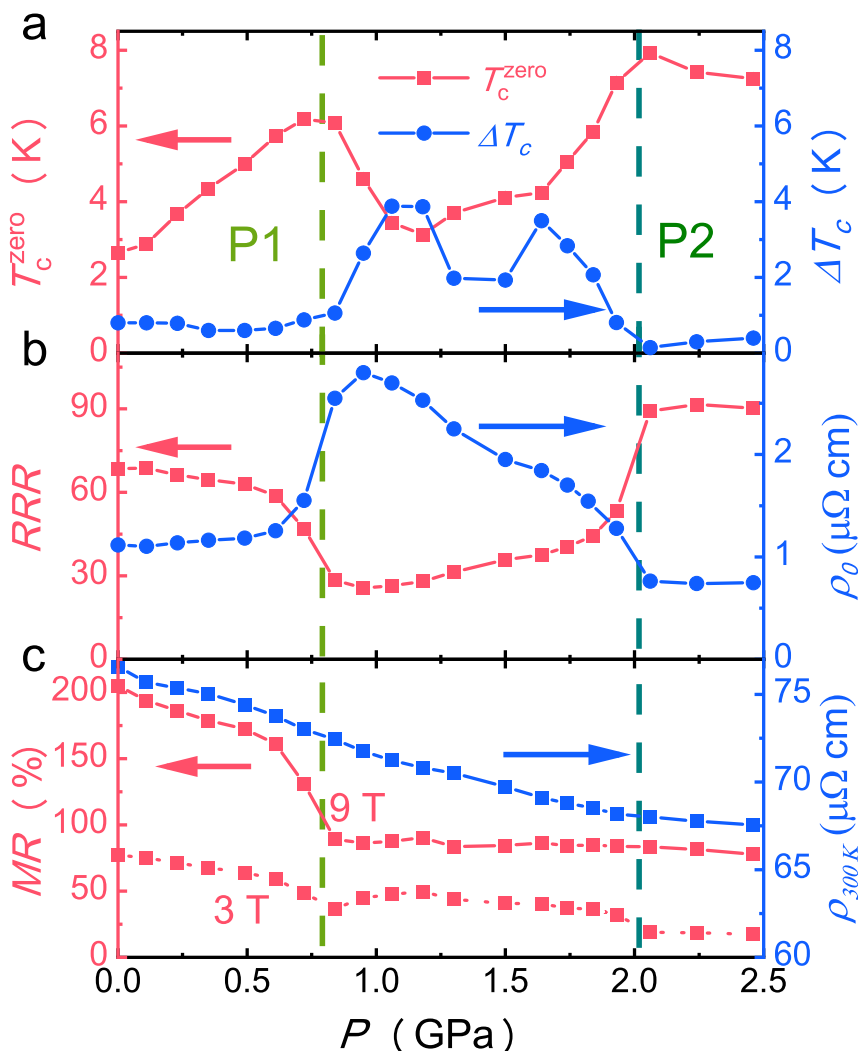 a
8
6
4
2
0
T_c^zero (K)
T_c^zero
ΔT_c
P1
P2
8
6
4
2
0
ΔT_c (K)
b
90
60
30
0
RRR
2
1
0
ρ_0 (μΩ cm)
c
200
150
100
50
0
MR (%)
9 T
3 T
75
70
65
60
ρ_300 K (μΩ cm)
0.0 0.5 1.0 1.5 2.0 2.5
P (GPa)